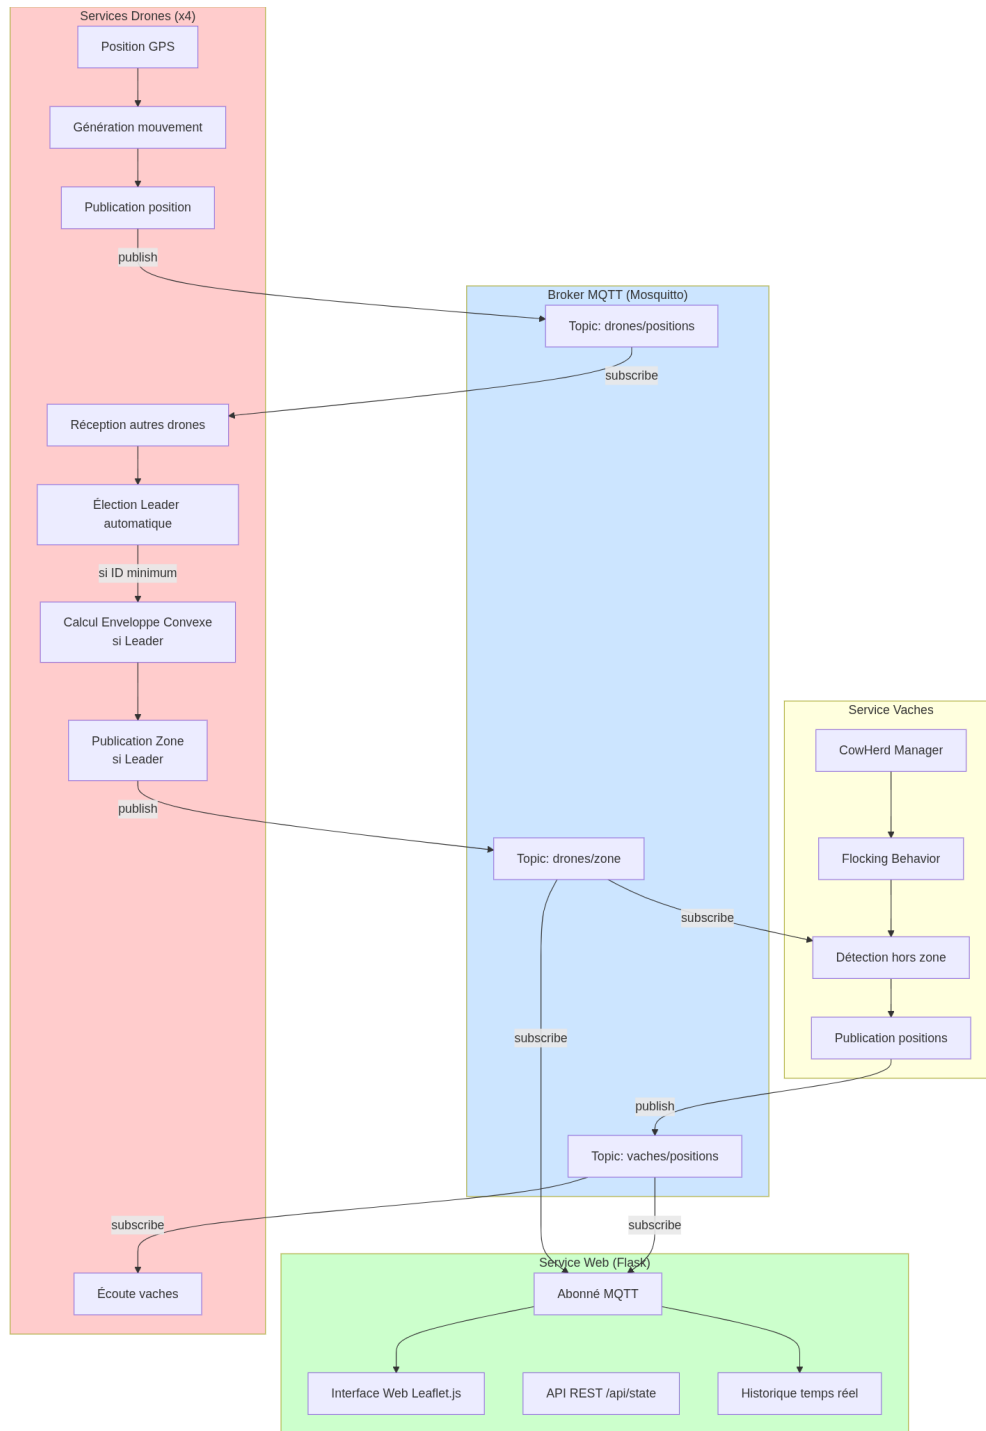 Services Drones (x4)
Position GPS
Génération mouvement
Publication position
publish
Broker MQTT (Mosquitto)
Topic: drones/positions
subscribe
Réception autres drones
Élection Leader
automatique
si ID minimum
Calcul Enveloppe Convexe
si Leader
Publication Zone
si Leader
publish
Service Vaches
CowHerd Manager
Flocking Behavior
Topic: drones/zone
subscribe
Détection hors zone
Publication positions
subscribe
publish
Topic: vaches/positions
subscribe
subscribe
Écoute vaches
Service Web (Flask)
Abonné MQTT
Interface Web Leaflet.js
API REST /api/state
Historique temps réel